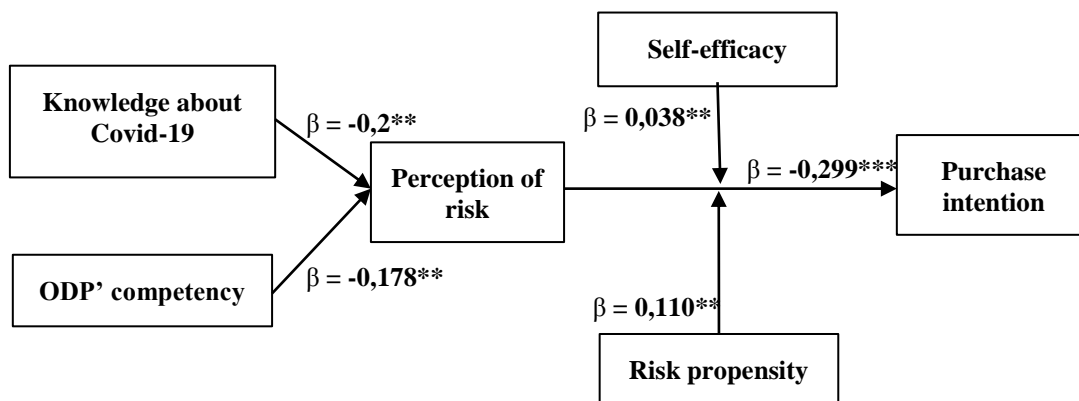 Self-efficacy
Knowledge about
Covid-19
β = -0,2**
β = 0,038**
β = -0,299***
Perception of
risk
Purchase
intention
ODP’ competency
β = -0,178**
β = 0,110**
Risk propensity